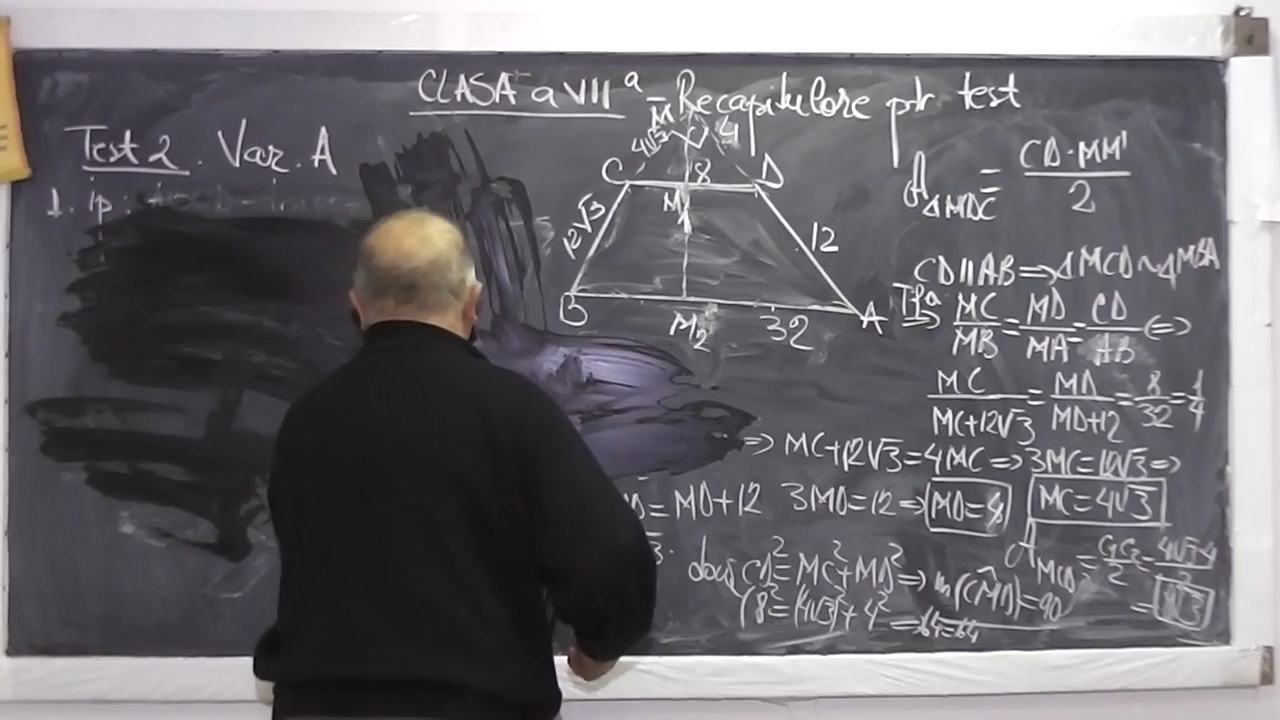 CLASA a VII a - Recapitulare ptr test
Test 2. Var. A
1. ip:
M
4√3
4
C
8
D
M1
12√3
12
B
M2
32
A
A△MDC = CD·MM' / 2
CD∥AB => △MCD ~ △MBA
Tfa => MC/MB = MD/MA = CD/AB <=>
MC/MC+12√3 = MD/MD+12 = 8/32 = 1/4
=> MC+12√3=4MC => 3MC=12√3 =>
= MD+12 3MD=12 => MD=4 MC=4√3
dacă CD²=MC²+MD² => m(CMD)=90
8²=(4√3)²+4² = 64=64
AMCD = C1C2/2 = 4√3·4/2
= 8√3